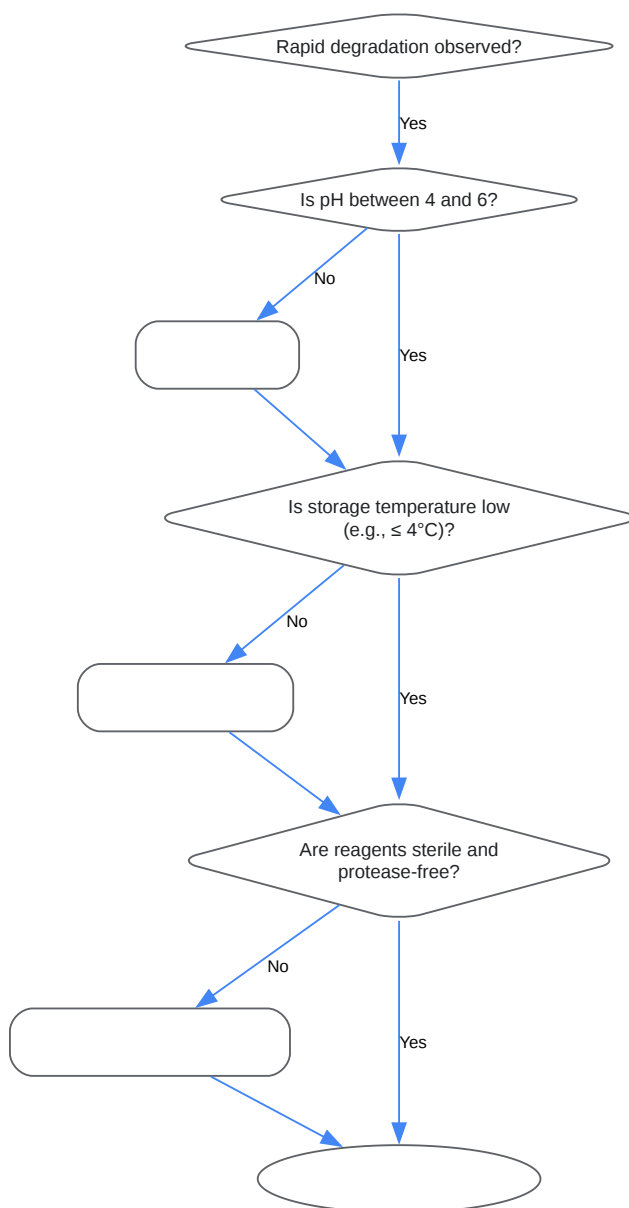 Rapid degradation observed?
Yes
Is pH between 4 and 6?
No
Yes
Is storage temperature low
(e.g., ≤ 4°C)?
No
Yes
Are reagents sterile and
protease-free?
No
Yes